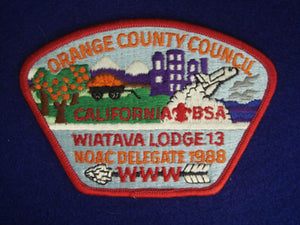 ORANGE COUNTY COUNCIL
CALIFORNIA BSA
WIATAVA LODGE 13
NOAC DELEGATE 1988
WWW